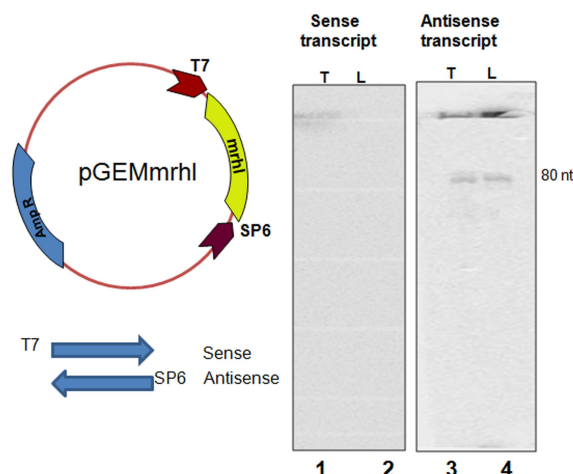 Sense
transcript
Antisense
transcript
T7
T L
T L
mrhl
pGEMmrhl
Amp R
SP6
80 nt
T7
Sense
SP6 Antisense
1 2 3 4